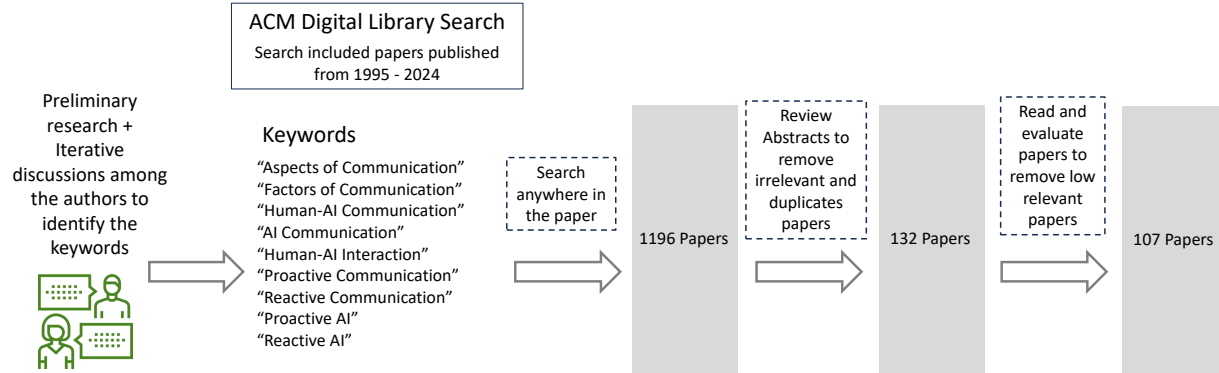 ACM Digital Library Search
Search included papers published
from 1995 - 2024
Preliminary
research +
Iterative
discussions among
the authors to
identify the
keywords
Keywords
“Aspects of Communication”
“Factors of Communication”
“Human-AI Communication”
“AI Communication”
“Human-AI Interaction”
“Proactive Communication”
“Reactive Communication”
“Proactive AI”
“Reactive AI”
Search
anywhere in
the paper
1196 Papers
Review
Abstracts to
remove
irrelevant and
duplicates
papers
132 Papers
Read and
evaluate
papers to
remove low
relevant
papers
107 Papers